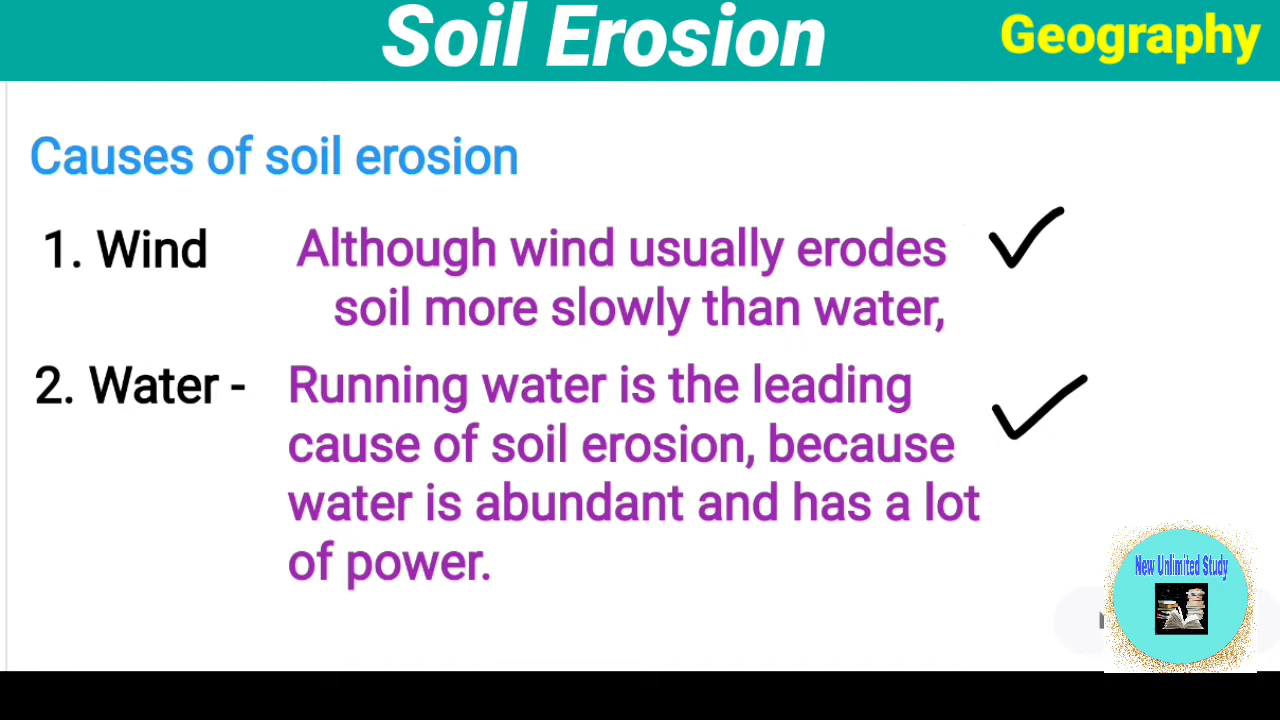 Soil Erosion
Geography
Causes of soil erosion
1. Wind Although wind usually erodes
soil more slowly than water,
2. Water - Running water is the leading
cause of soil erosion, because
water is abundant and has a lot
of power.
New Unlimited Study